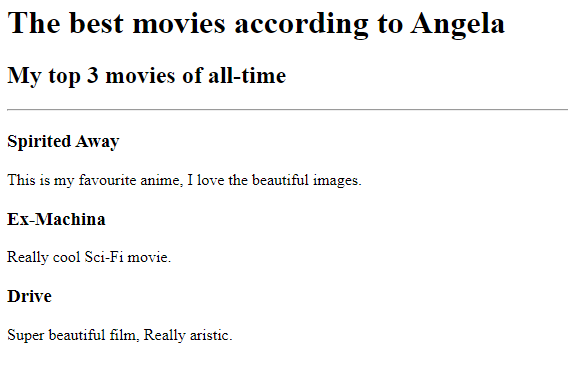 The best movies according to Angela
My top 3 movies of all-time
Spirited Away
This is my favourite anime, I love the beautiful images.
Ex-Machina
Really cool Sci-Fi movie.
Drive
Super beautiful film, Really aristic.